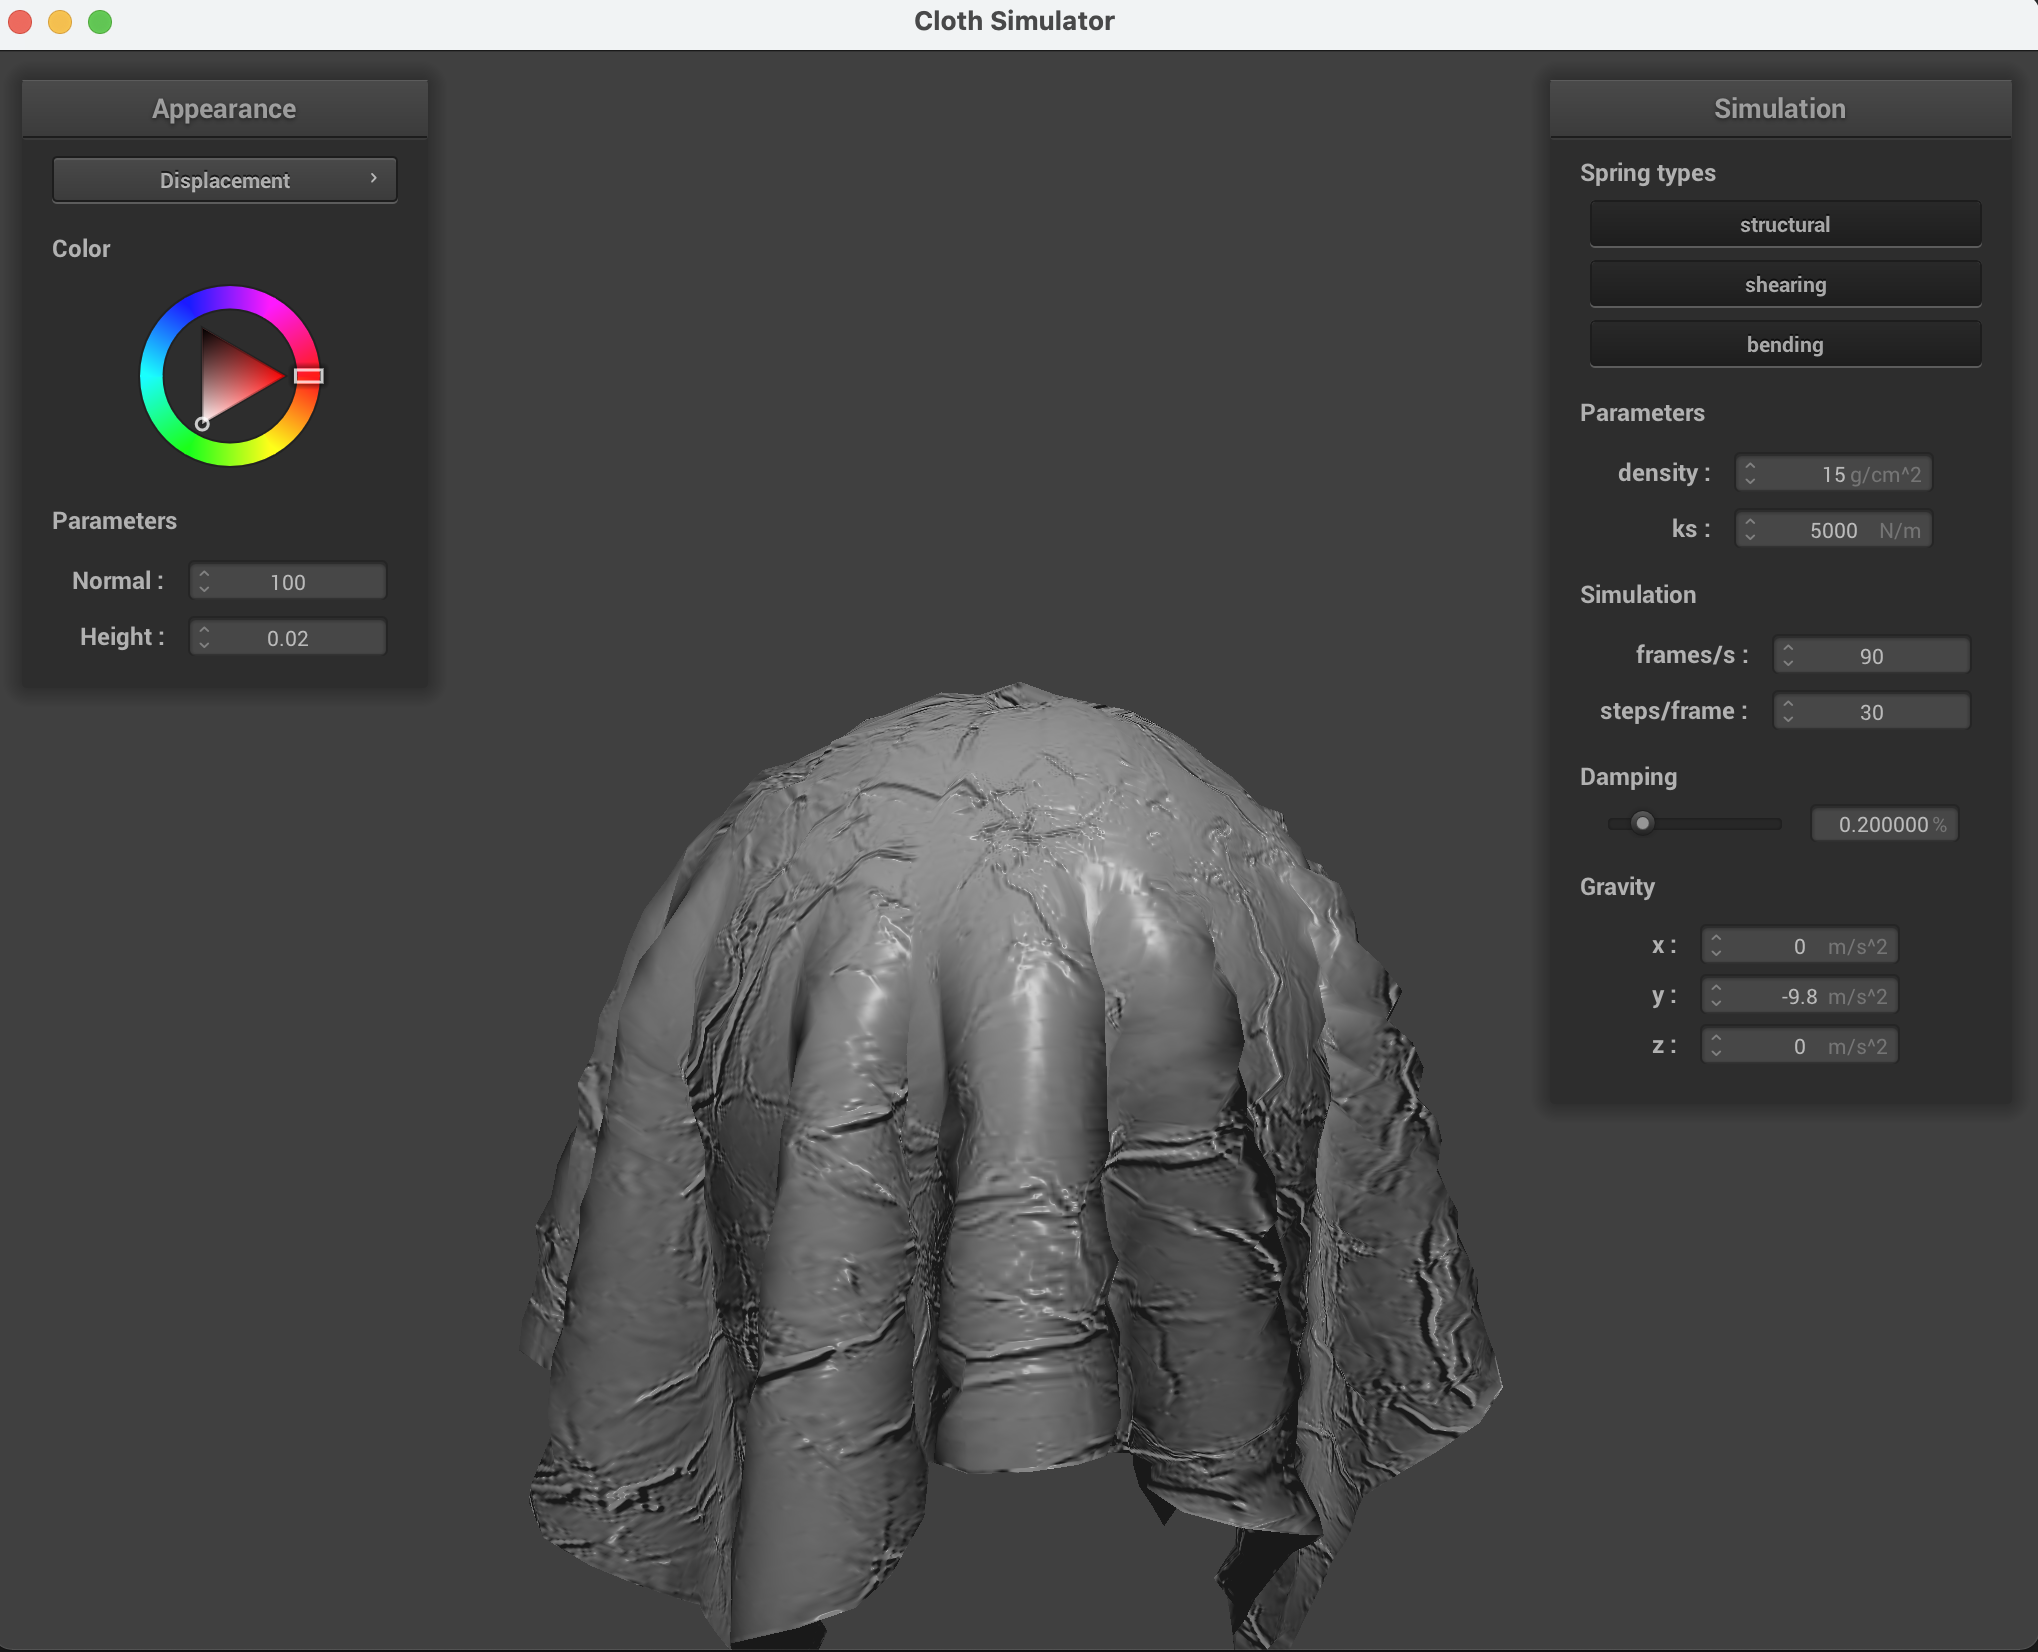 Cloth Simulator
Appearance
Displacement
Color
Parameters
Normal : 100
Height : 0.02
Simulation
Spring types
structural
shearing
bending
Parameters
density : 15 g/cm^2
ks : 5000 N/m
Simulation
frames/s : 90
steps/frame : 30
Damping
0.200000 %
Gravity
x : 0 m/s^2
y : -9.8 m/s^2
z : 0 m/s^2